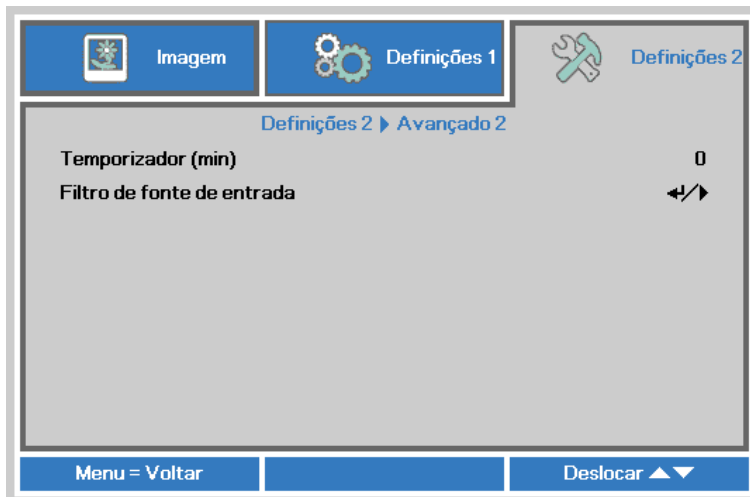 Imagem
Definições 1
Definições 2
Definições 2 ▶ Avançado 2
Temporizador (min) 0
Filtro de fonte de entrada ↵/▶
Menu = Voltar
Deslocar ▲▼